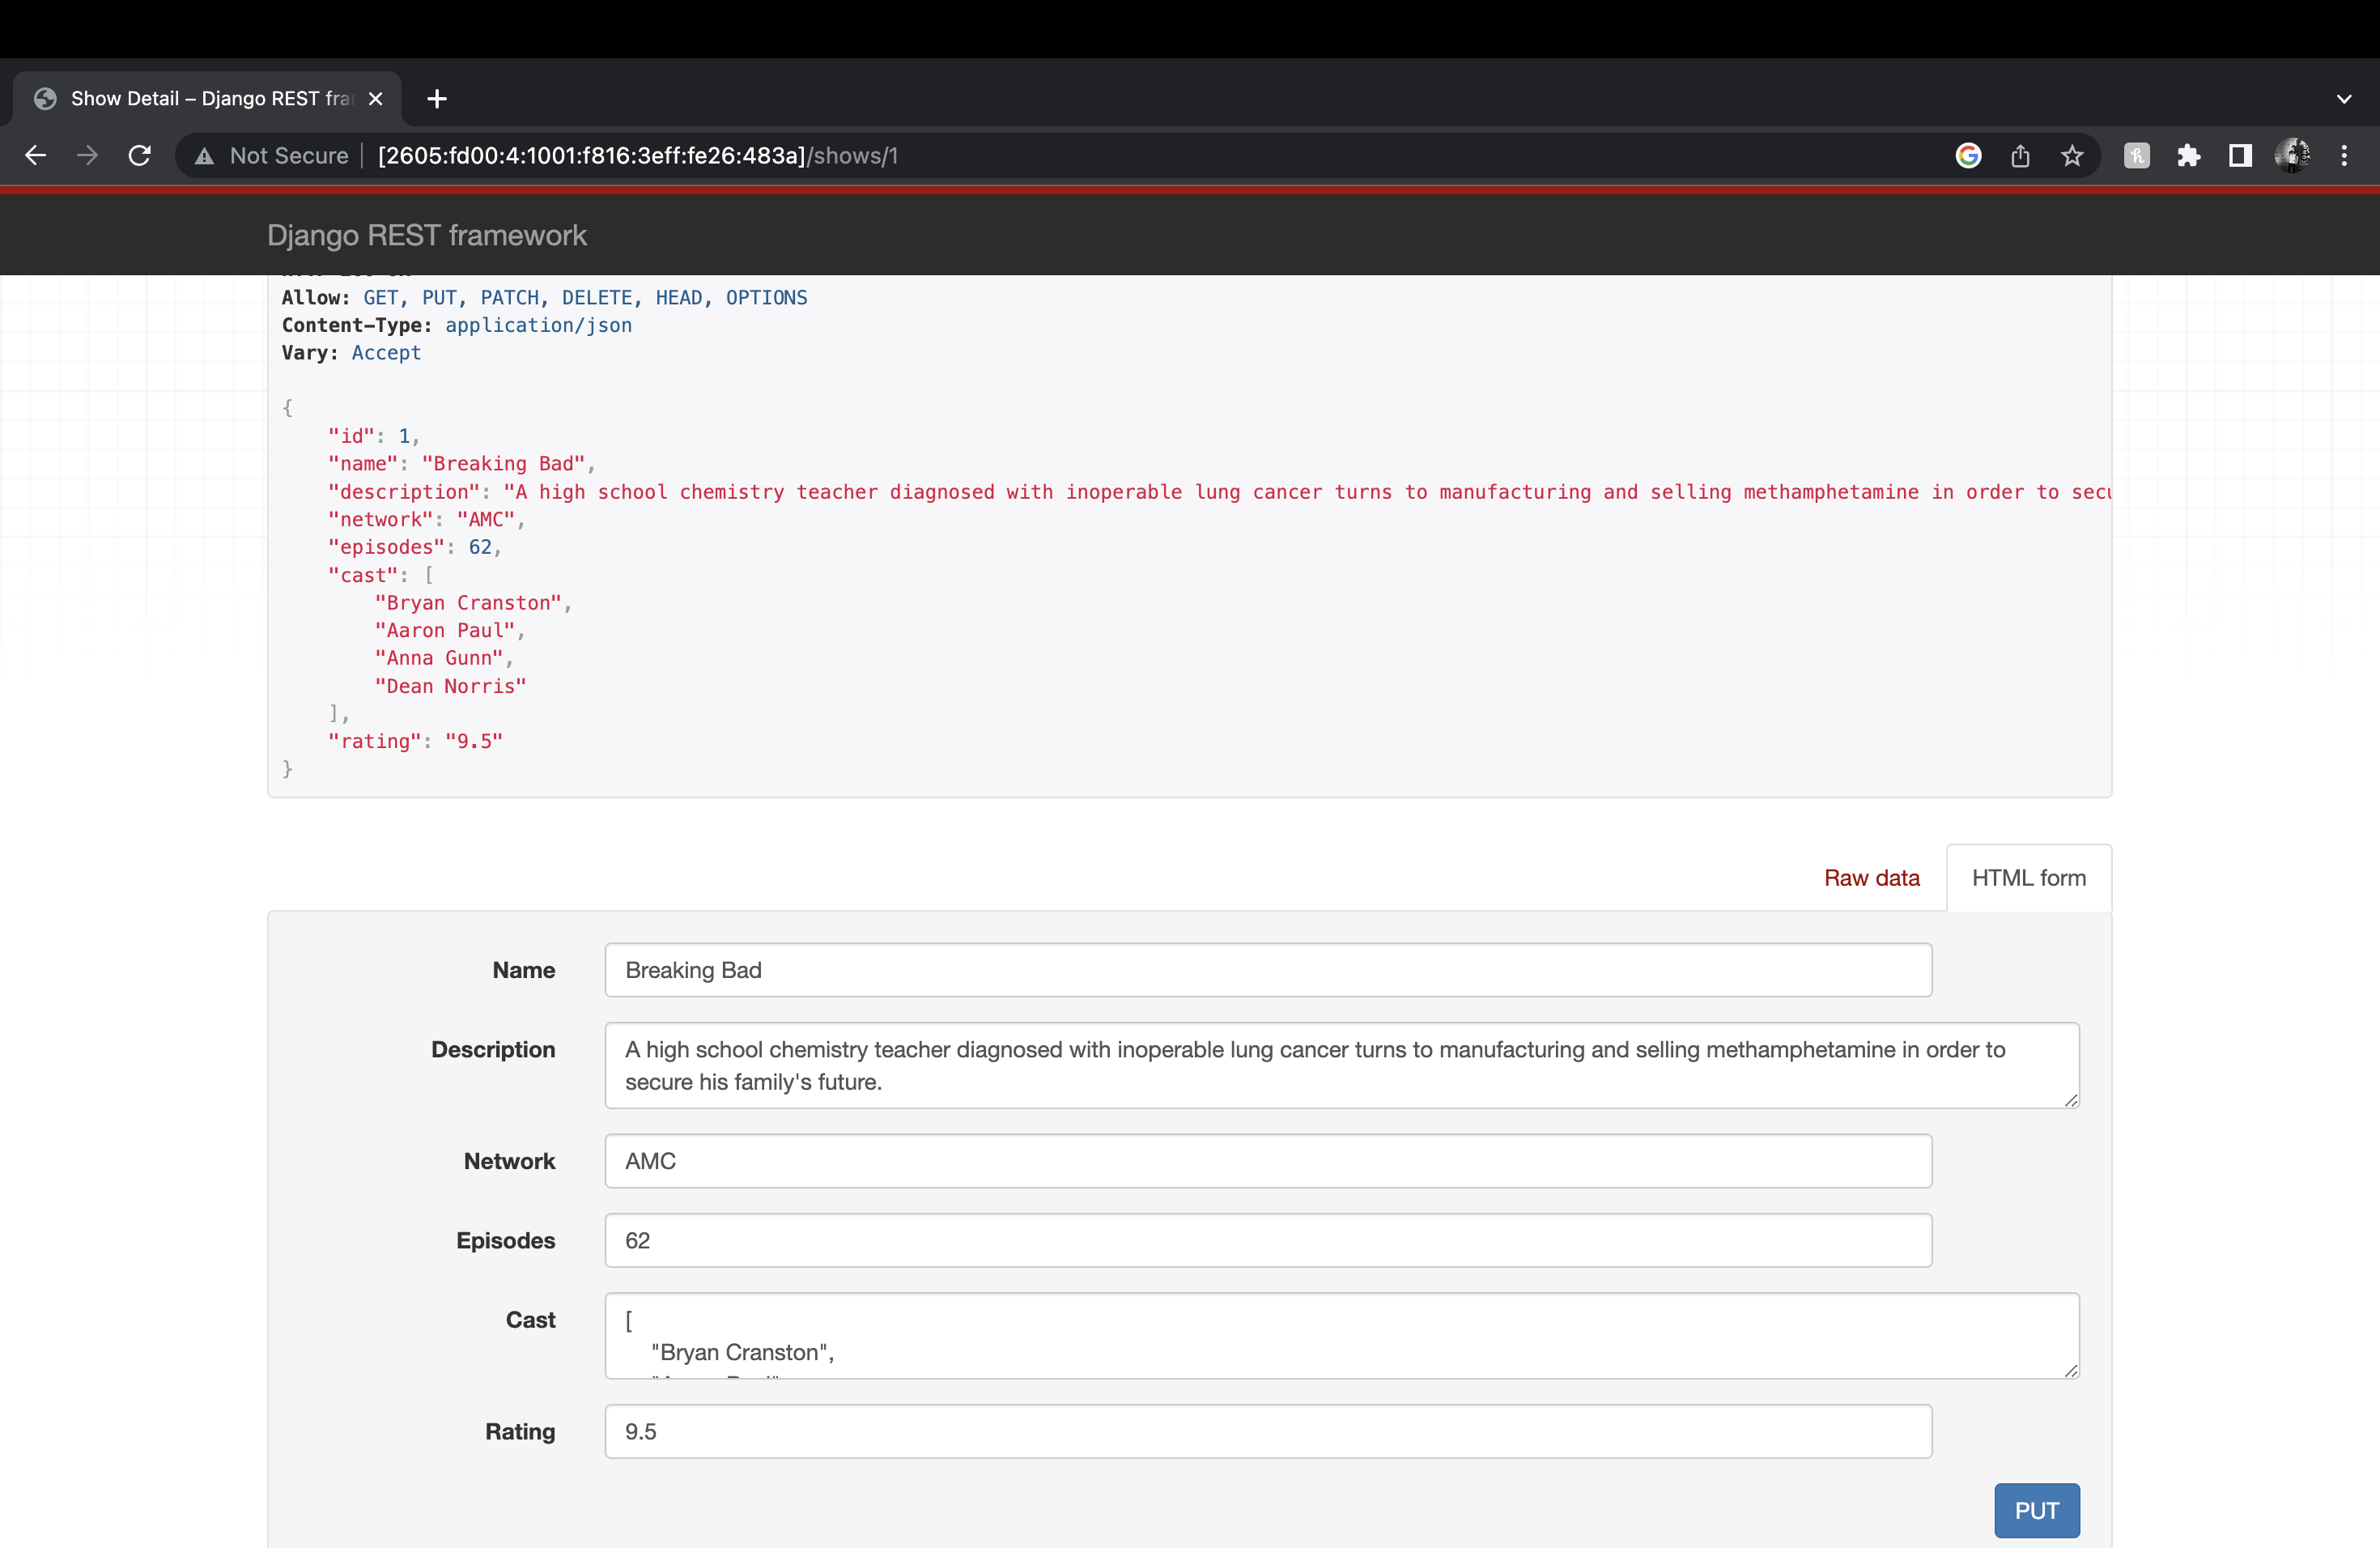 Show Detail – Django REST fra
Not Secure
[2605:fd00:4:1001:f816:3eff:fe26:483a]/shows/1
Django REST framework
Allow: GET, PUT, PATCH, DELETE, HEAD, OPTIONS
Content-Type: application/json
Vary: Accept
{
"id": 1,
"name": "Breaking Bad",
"description": "A high school chemistry teacher diagnosed with inoperable lung cancer turns to manufacturing and selling methamphetamine in order to secu
"network": "AMC",
"episodes": 62,
"cast": [
"Bryan Cranston",
"Aaron Paul",
"Anna Gunn",
"Dean Norris"
],
"rating": "9.5"
}
Raw data
HTML form
Name
Breaking Bad
Description
A high school chemistry teacher diagnosed with inoperable lung cancer turns to manufacturing and selling methamphetamine in order to
secure his family's future.
Network
AMC
Episodes
62
Cast
[
"Bryan Cranston",
Rating
9.5
PUT